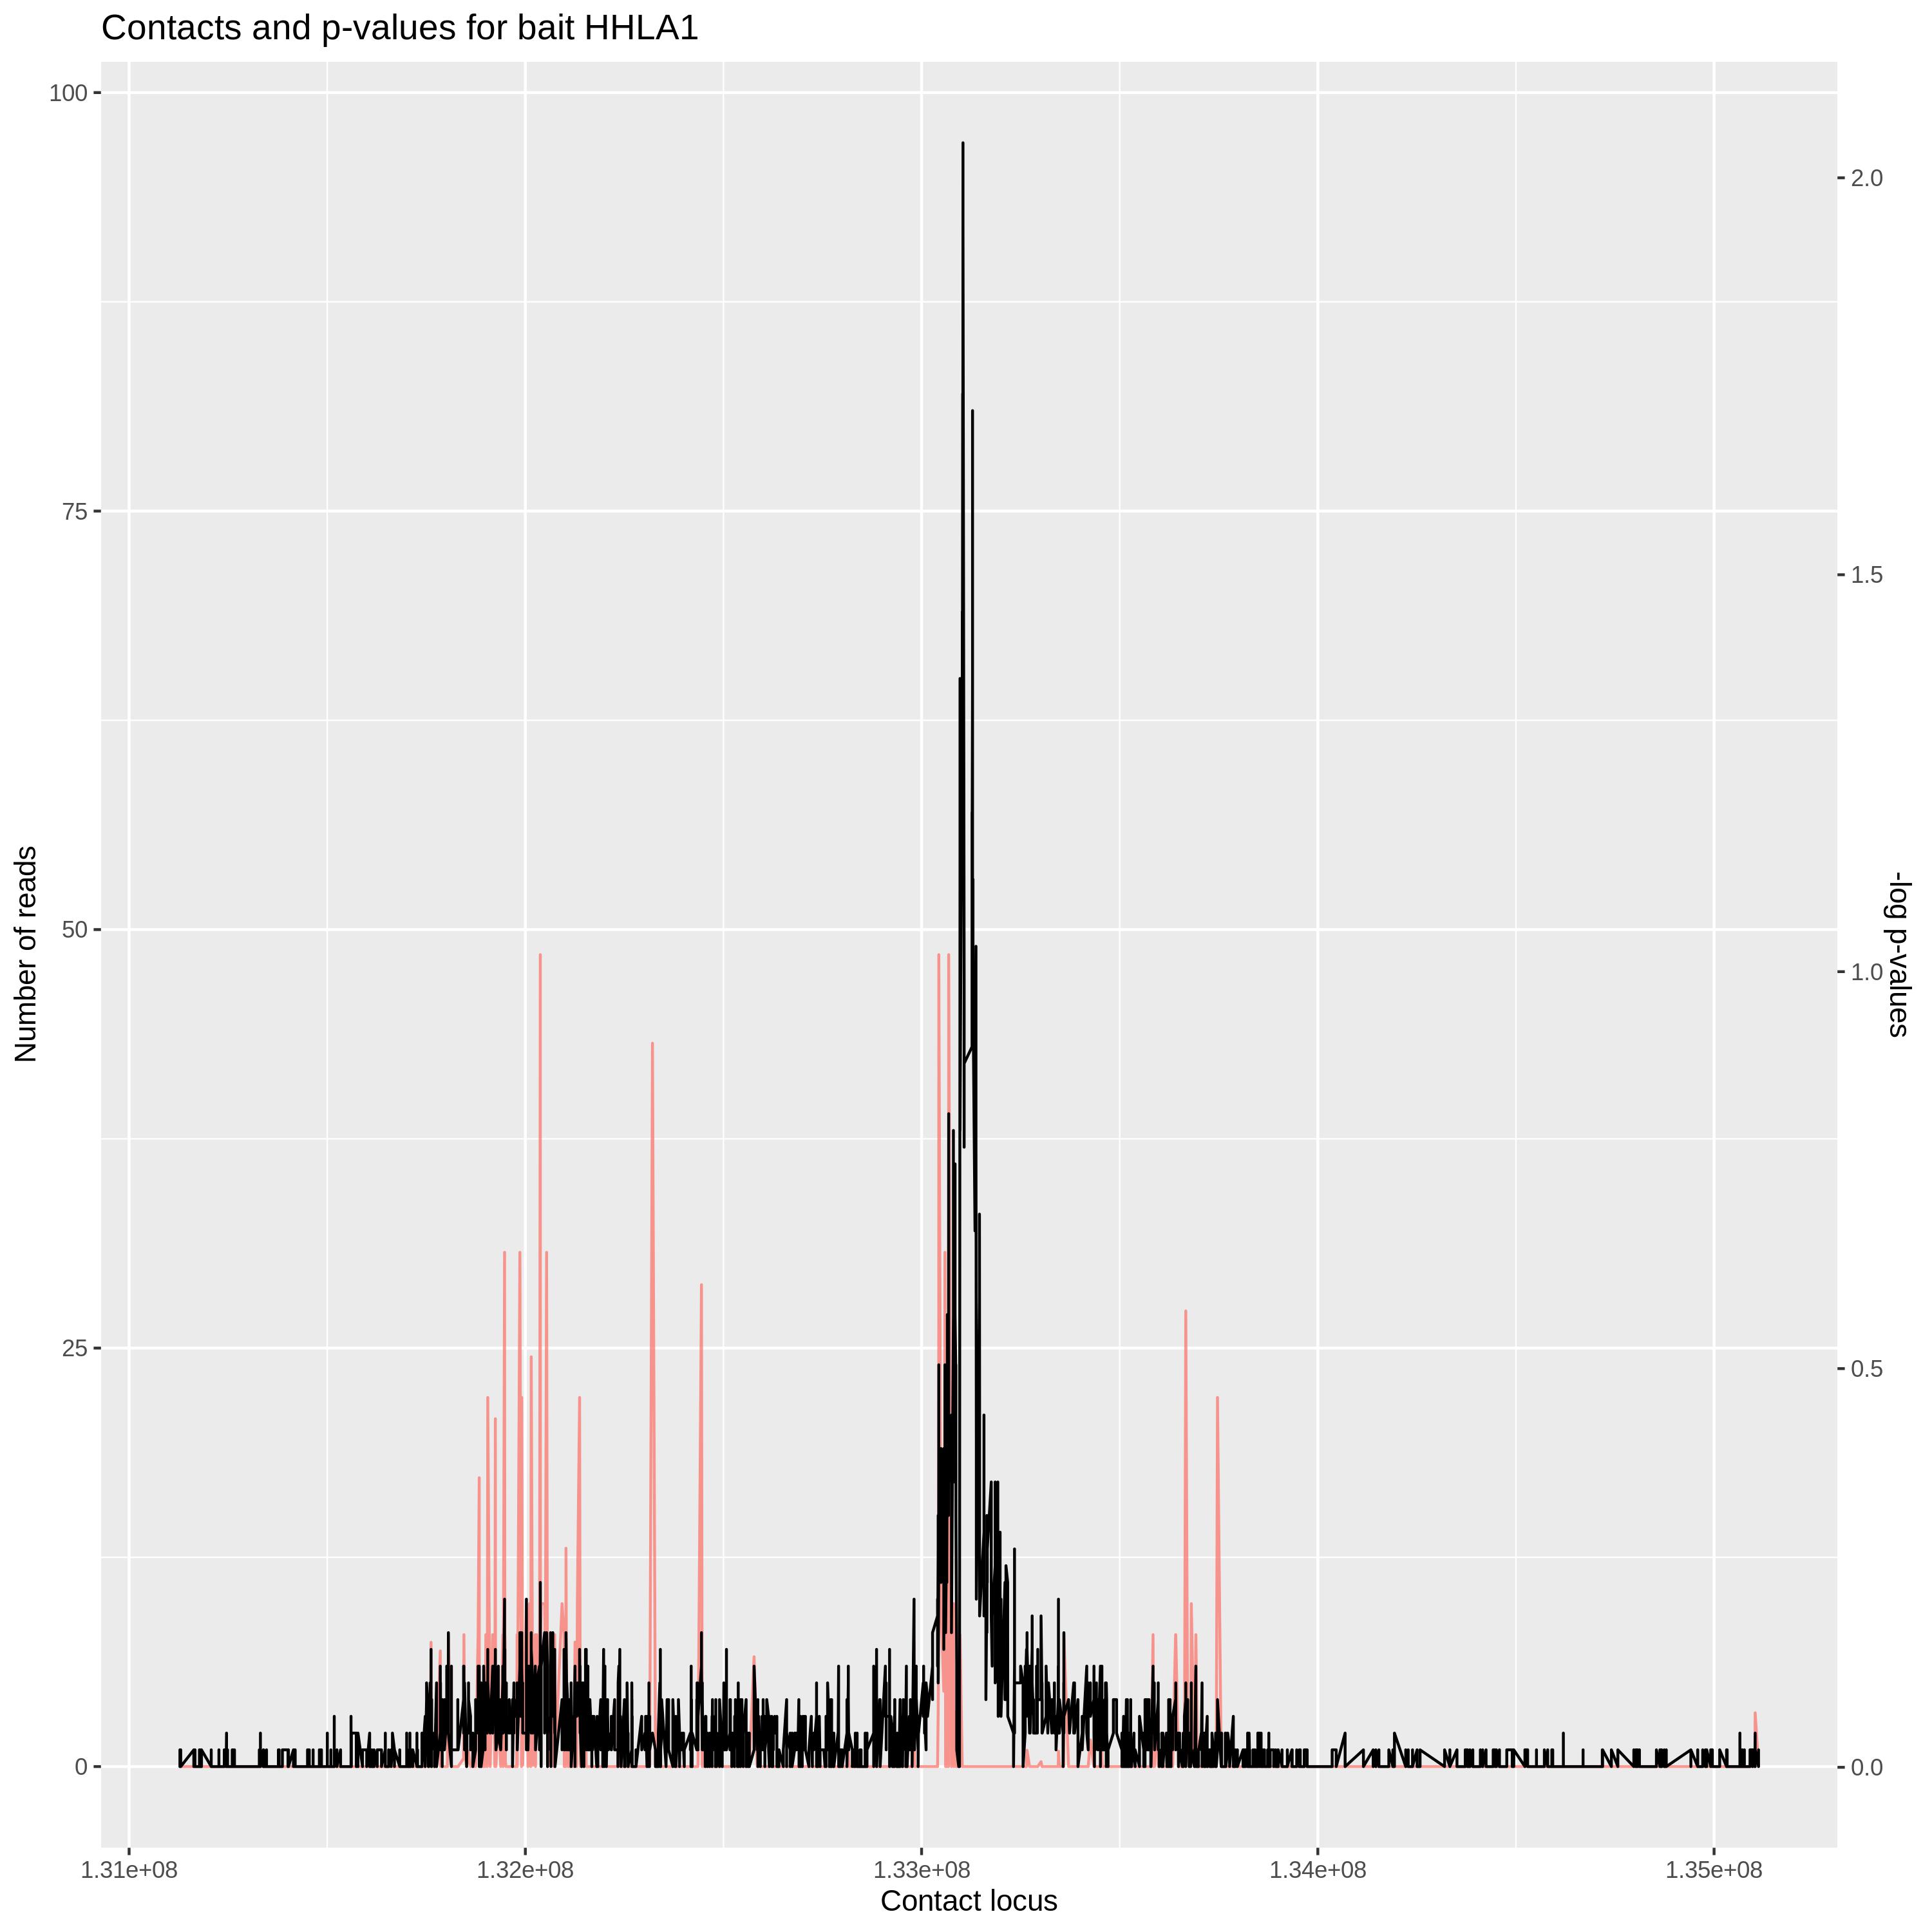 Contacts and p-values for bait HHLA1
100
75
50
25
0
Number of reads
2.0
1.5
1.0
0.5
0.0
-log p-values
1.31e+08
1.32e+08
1.33e+08
1.34e+08
1.35e+08
Contact locus